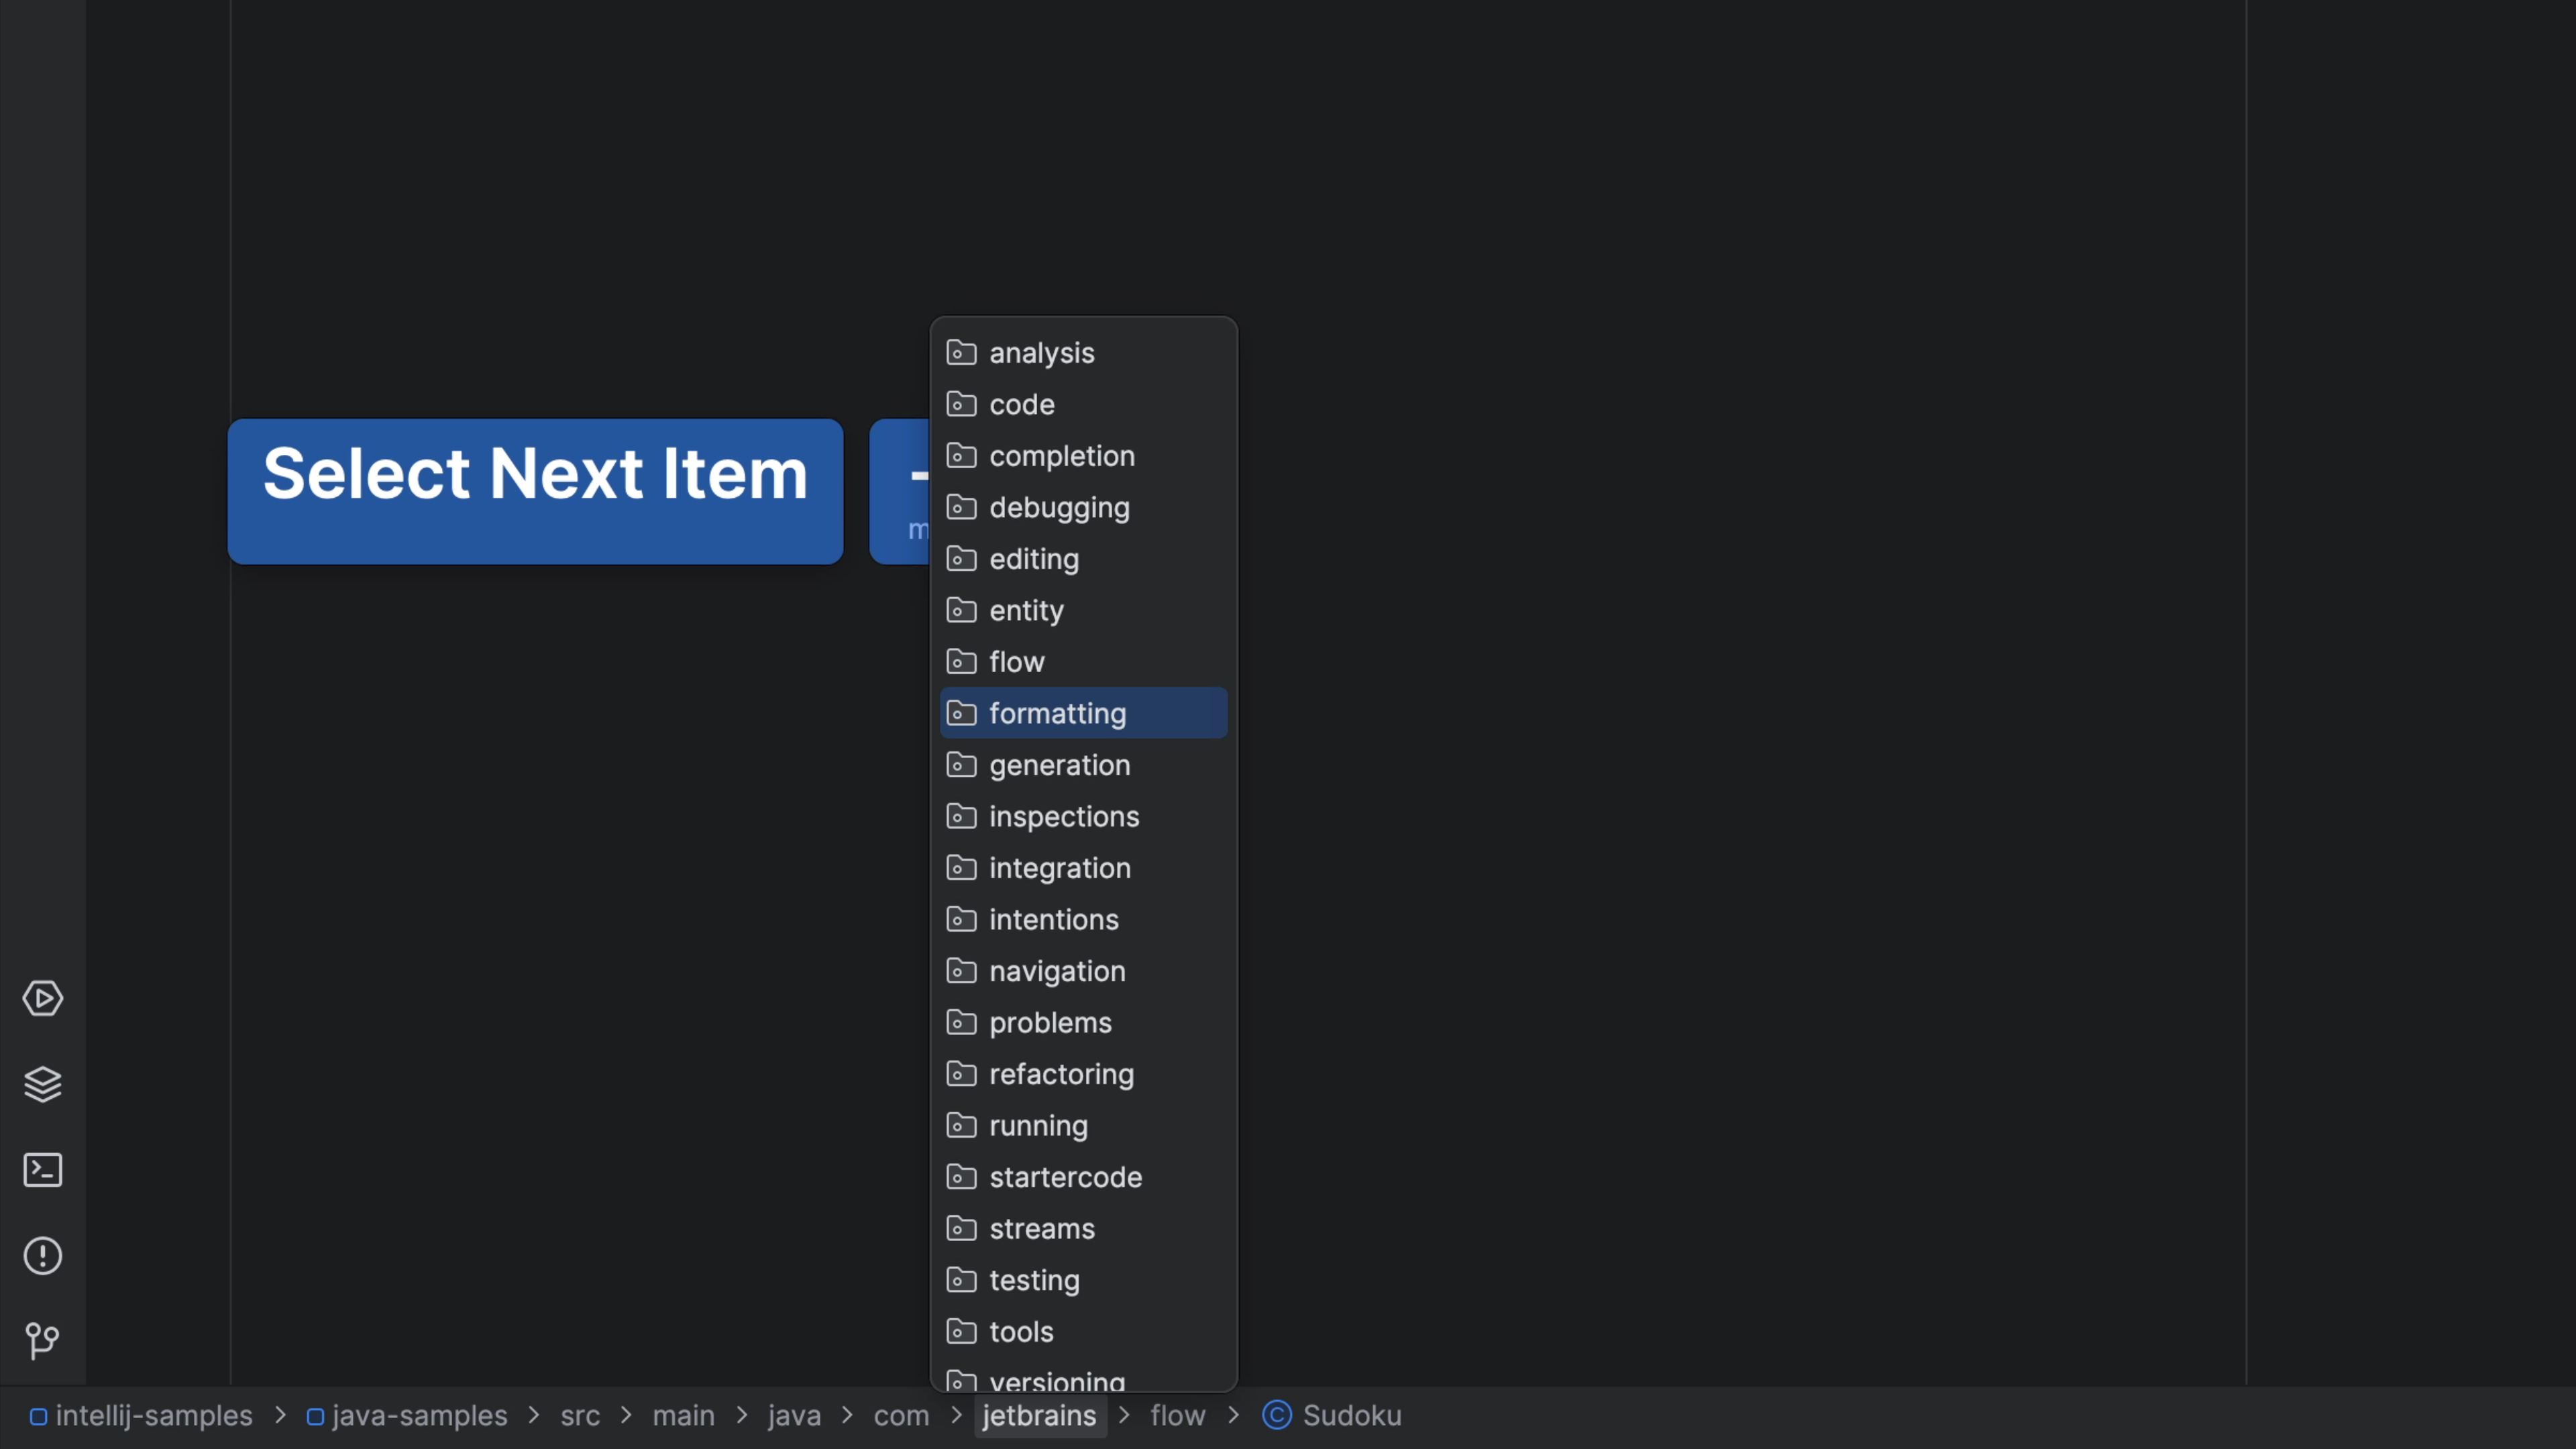 analysis
code
completion
debugging
editing
entity
flow
formatting
generation
inspections
integration
intentions
navigation
problems
refactoring
running
startercode
streams
testing
tools
versioning
Select Next Item
m
intellij-samples > java-samples > src > main > java > com > jetbrains > flow > © Sudoku